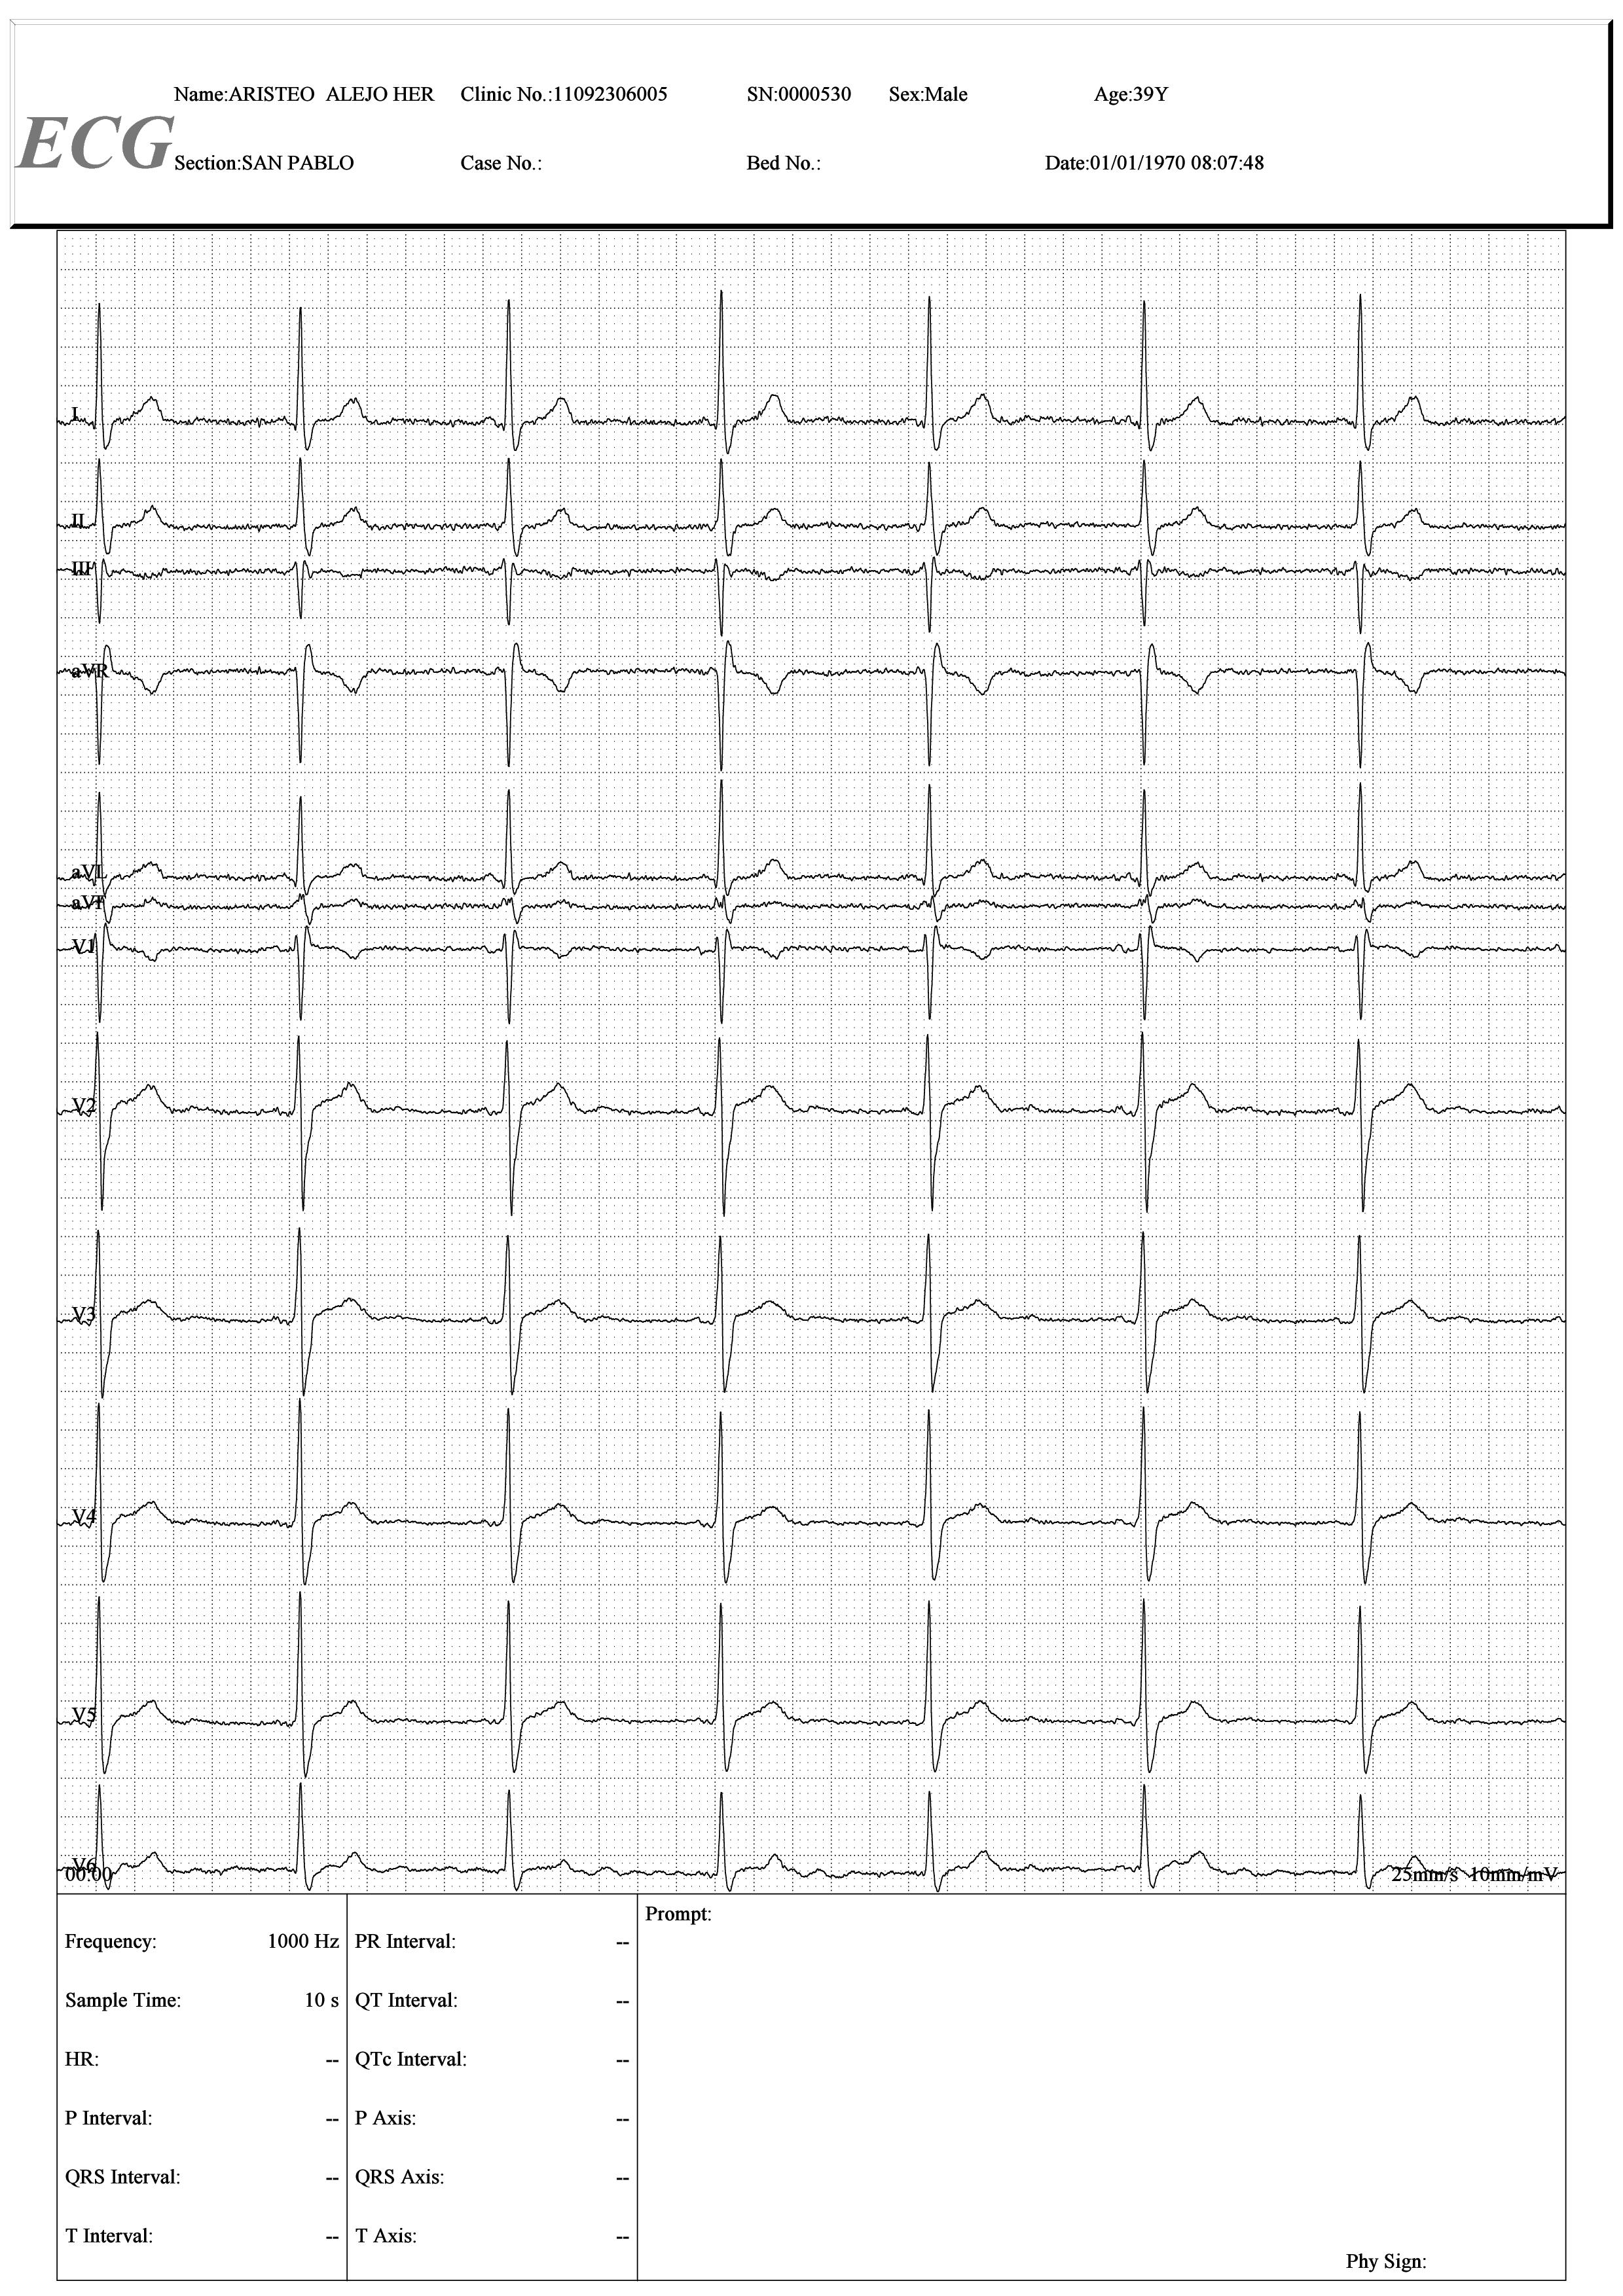 ECG
Name:ARISTEO ALEJO HER Clinic No.:11092306005 SN:0000530 Sex:Male Age:39Y
Section:SAN PABLO Case No.: Bed No.: Date:01/01/1970 08:07:48
I
II
III
aVR
aVL
aVF
V1
V2
V3
V4
V5
V6
00:00 25mm/s 10mm/mV
Prompt:
Frequency: 1000 Hz PR Interval: --
Sample Time: 10 s QT Interval: --
HR: -- QTc Interval: --
P Interval: -- P Axis: --
QRS Interval: -- QRS Axis: --
T Interval: -- T Axis: --
Phy Sign: